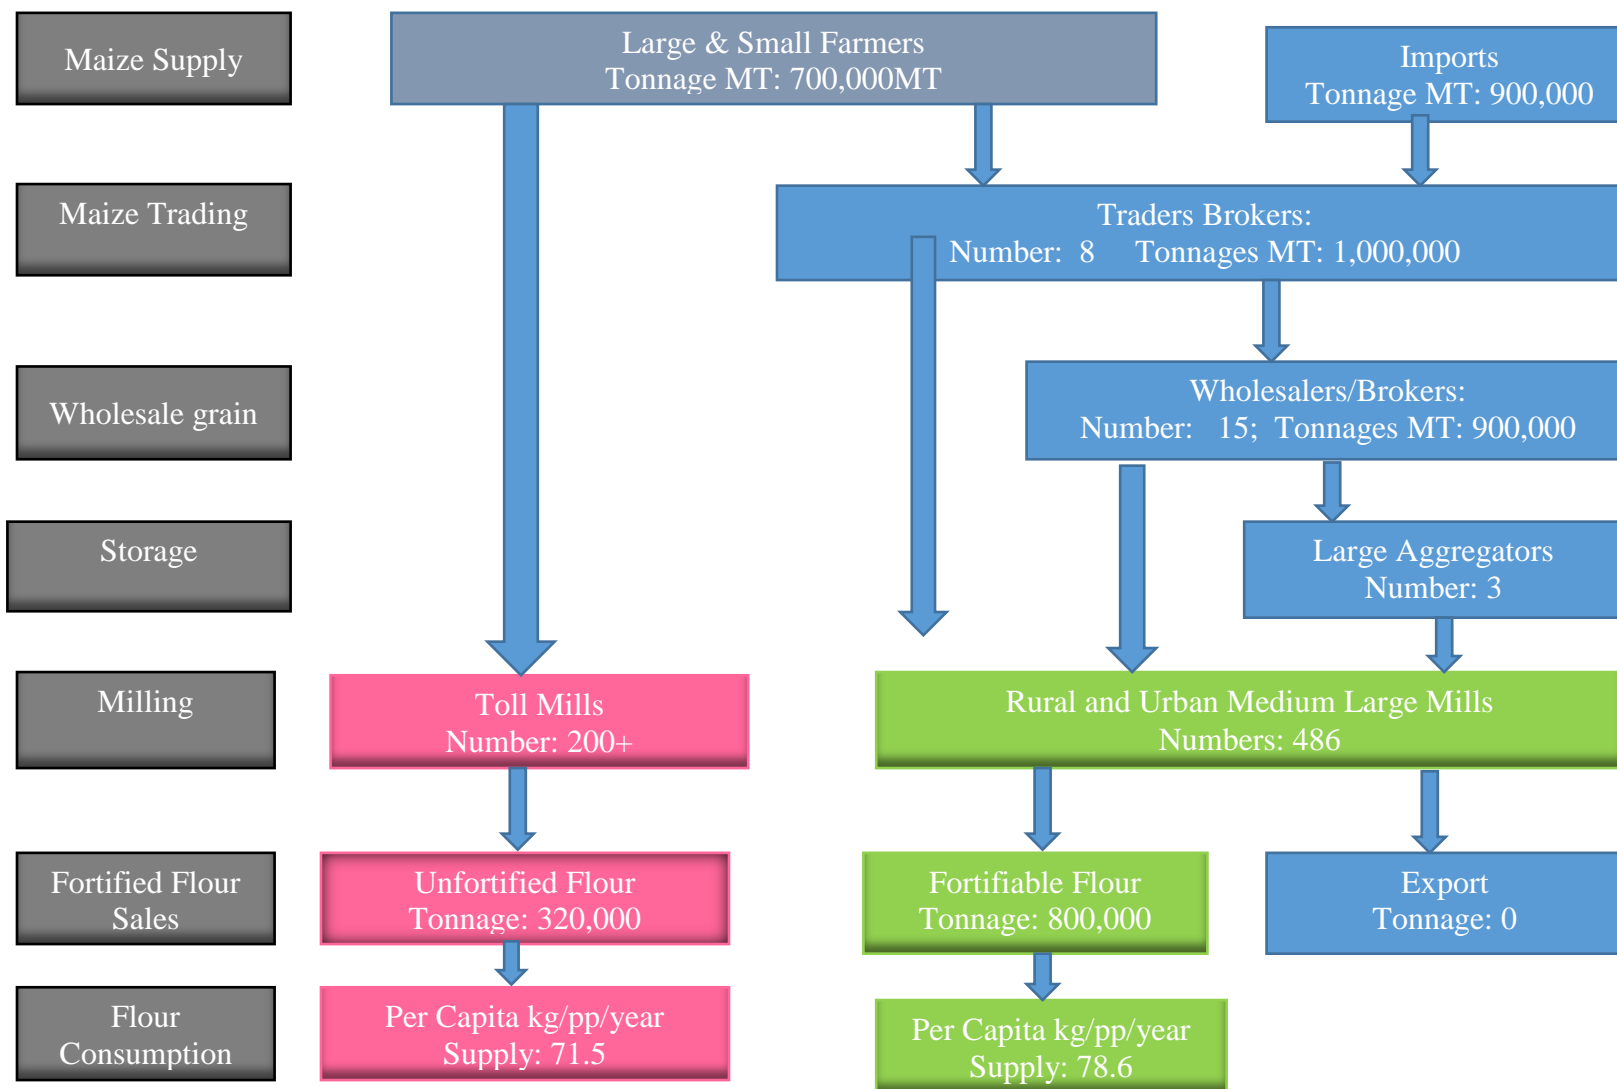 Maize Supply
Large & Small Farmers
Tonnage MT: 700,000MT
Imports
Tonnage MT: 900,000
Maize Trading
Traders Brokers:
Number: 8 Tonnages MT: 1,000,000
Wholesale grain
Wholesalers/Brokers:
Number: 15; Tonnages MT: 900,000
Storage
Large Aggregators
Number: 3
Milling
Toll Mills
Number: 200+
Rural and Urban Medium Large Mills
Numbers: 486
Fortified Flour
Sales
Unfortified Flour
Tonnage: 320,000
Fortifiable Flour
Tonnage: 800,000
Export
Tonnage: 0
Flour
Consumption
Per Capita kg/pp/year
Supply: 71.5
Per Capita kg/pp/year
Supply: 78.6